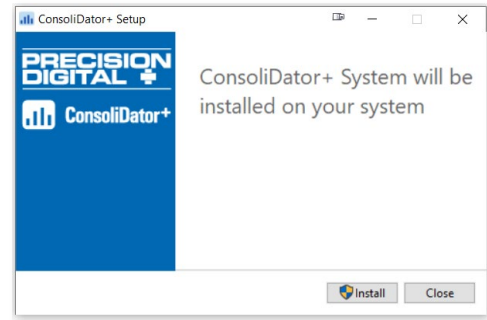 ConsoliDator+ Setup
PRECISION
DIGITAL
ConsoliDator+
ConsoliDator+ System will be
installed on your system
Install
Close